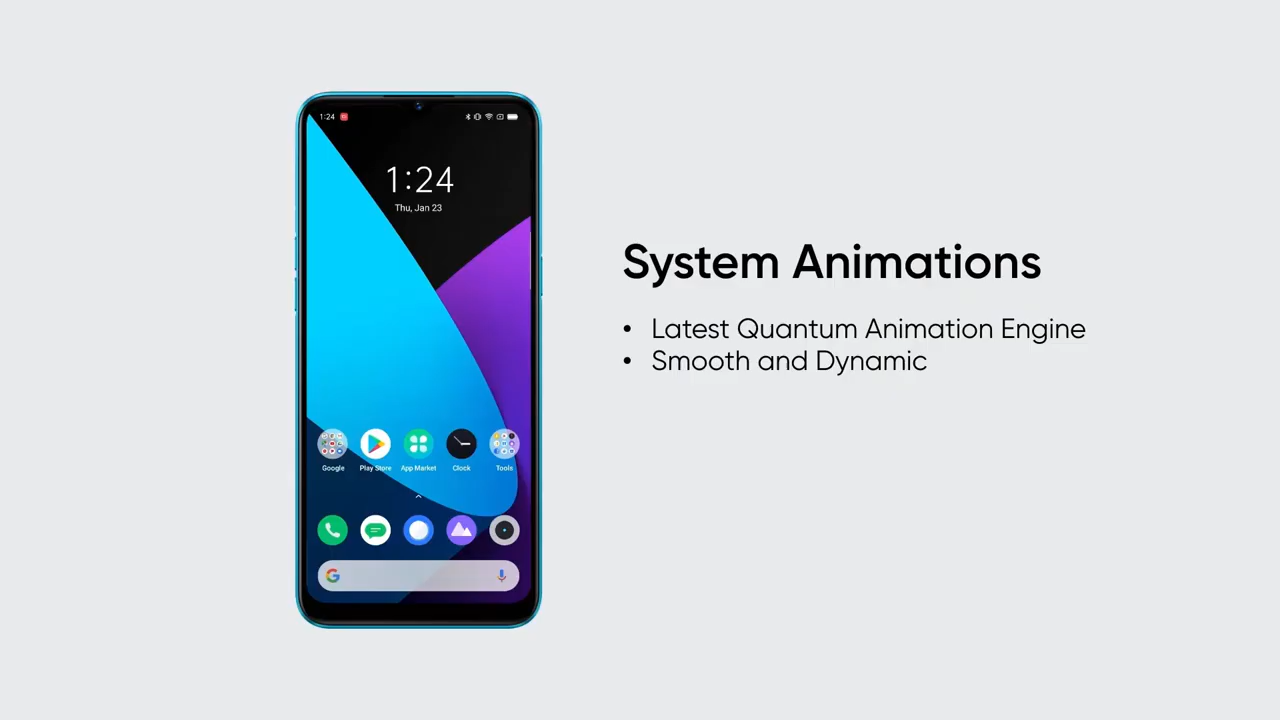 1:24
1:24
Thu, Jan 23
Google Play Store App Market Clock Tools
System Animations
• Latest Quantum Animation Engine
• Smooth and Dynamic